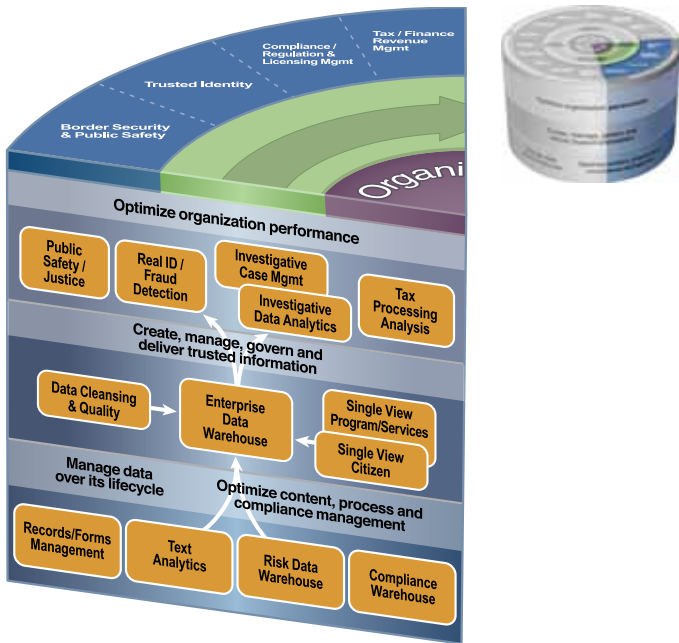 Tax / Finance
Revenue
Mgmt
Compliance /
Regulation &
Licensing Mgmt
Trusted Identity
Border Security
& Public Safety
Organi
Optimize organization performance
Public
Safety /
Justice
Real ID /
Fraud
Detection
Investigative
Case Mgmt
Investigative
Data Analytics
Tax
Processing
Analysis
Create, manage, govern and
deliver trusted information
Data Cleansing
& Quality
Enterprise
Data
Warehouse
Single View
Program/Services
Single View
Citizen
Manage data
over its lifecycle
Optimize content, process and
compliance management
Records/Forms
Management
Text
Analytics
Risk Data
Warehouse
Compliance
Warehouse